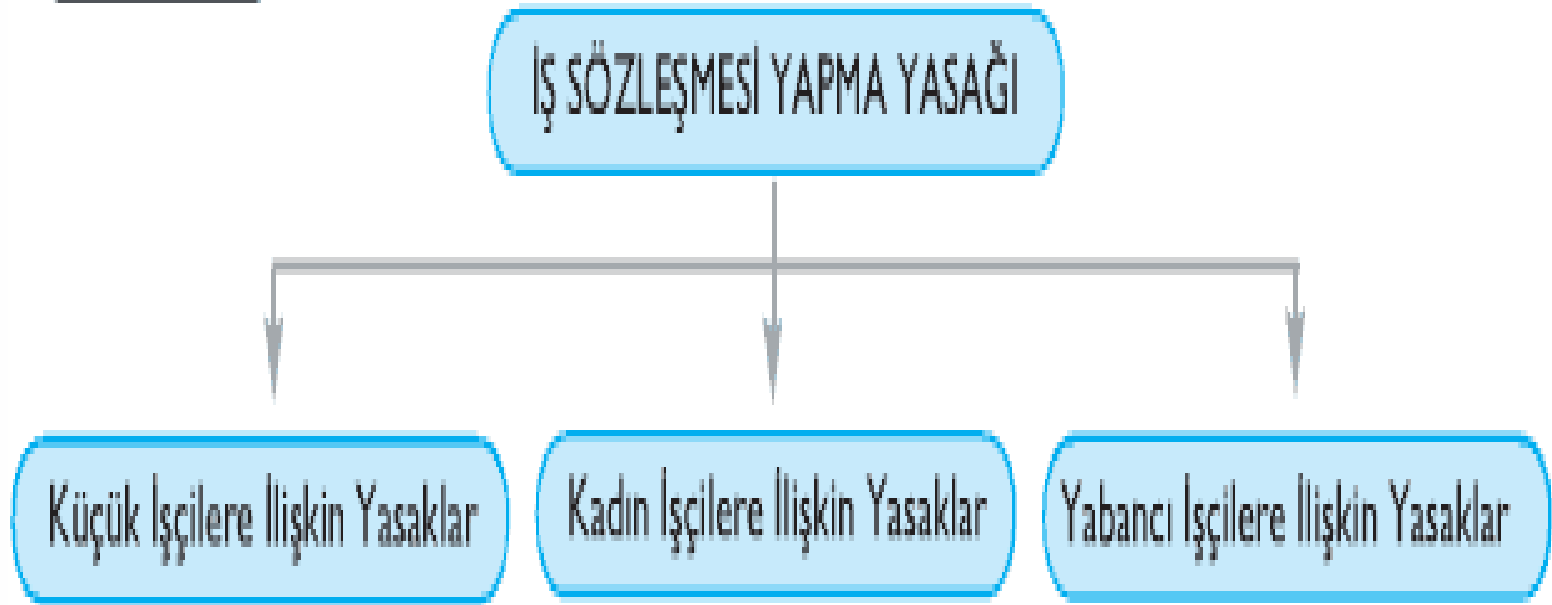 İŞ SÖZLEŞMESİ YAPMA YASAĞI
Küçük İşçilere İlişkin Yasaklar
Kadın İşçilere İlişkin Yasaklar
Yabancı İşçilere İlişkin Yasaklar